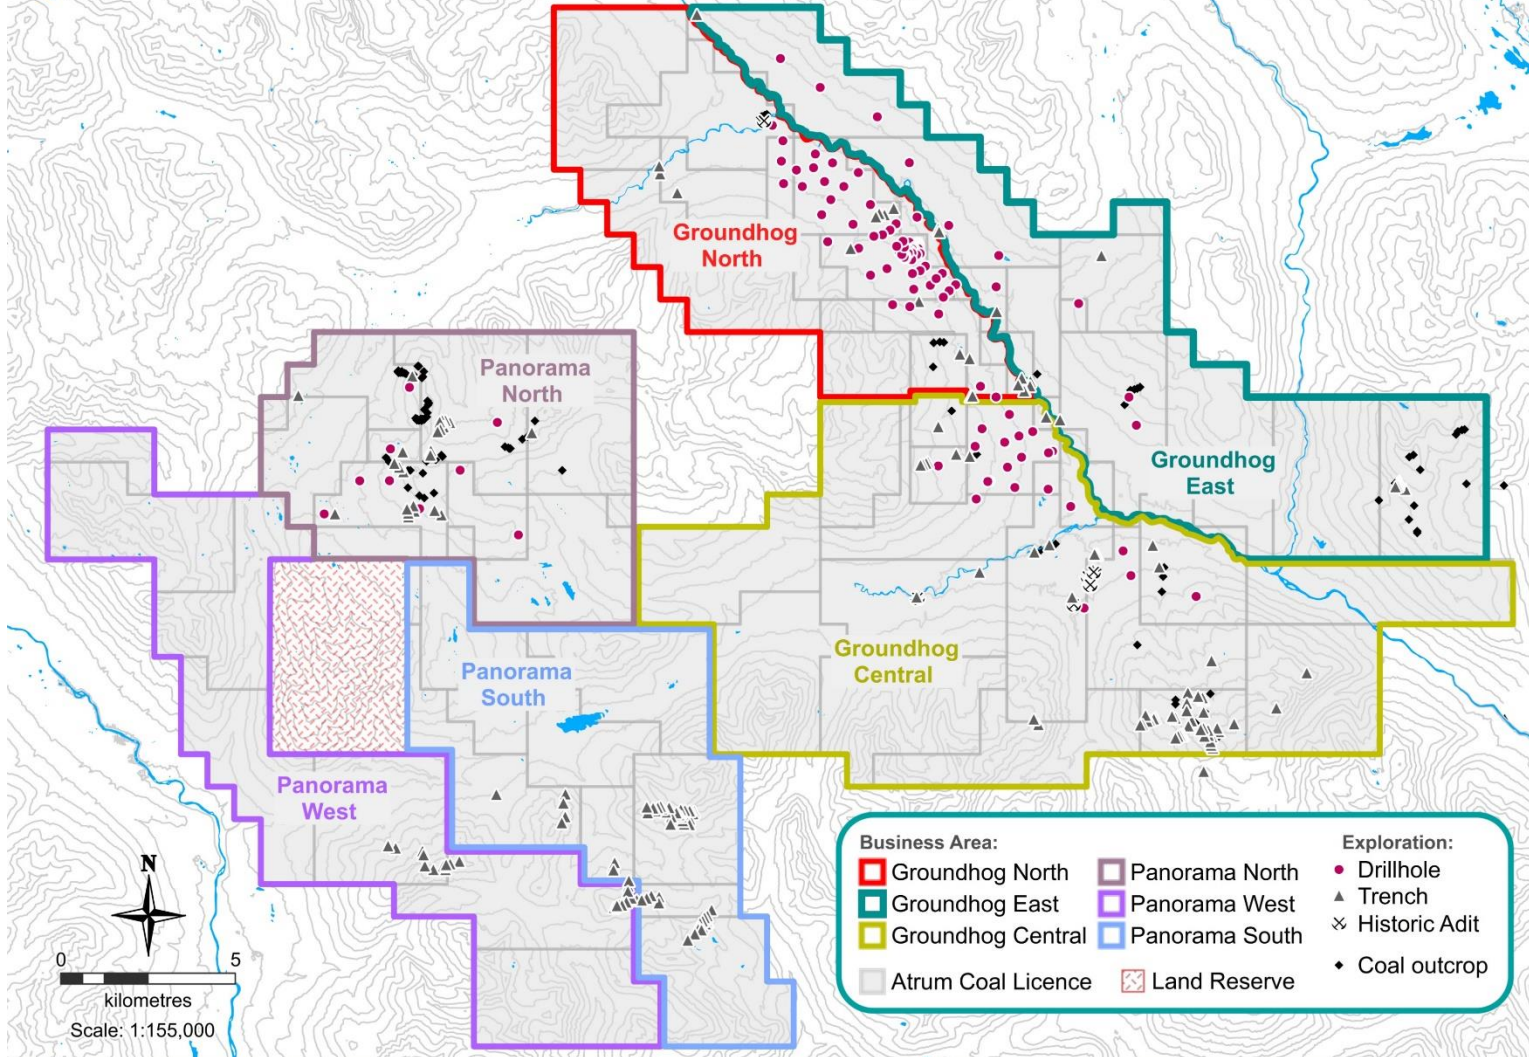 Groundhog
North
Panorama
North
Groundhog
East
Groundhog
Central
Panorama
South
Panorama
West
N
0 5
kilometres
Scale: 1:155,000
Business Area:
Exploration:
Groundhog North
Panorama North
Drillhole
Groundhog East
Panorama West
Trench
Groundhog Central
Panorama South
Historic Adit
Atrum Coal Licence
Land Reserve
Coal outcrop